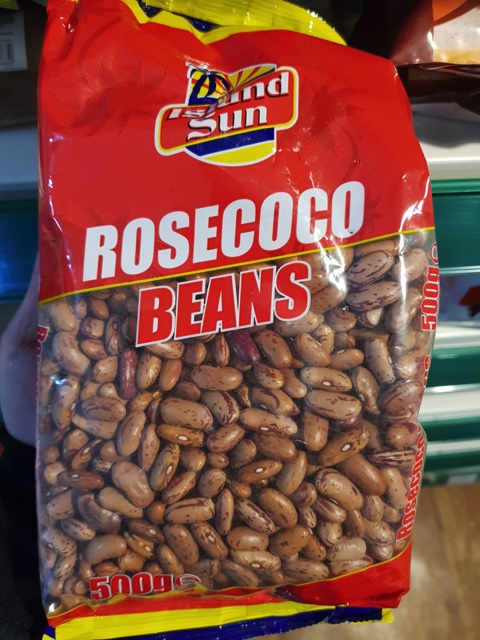 Island
Sun
ROSECOCO
BEANS
500g℮
500g℮